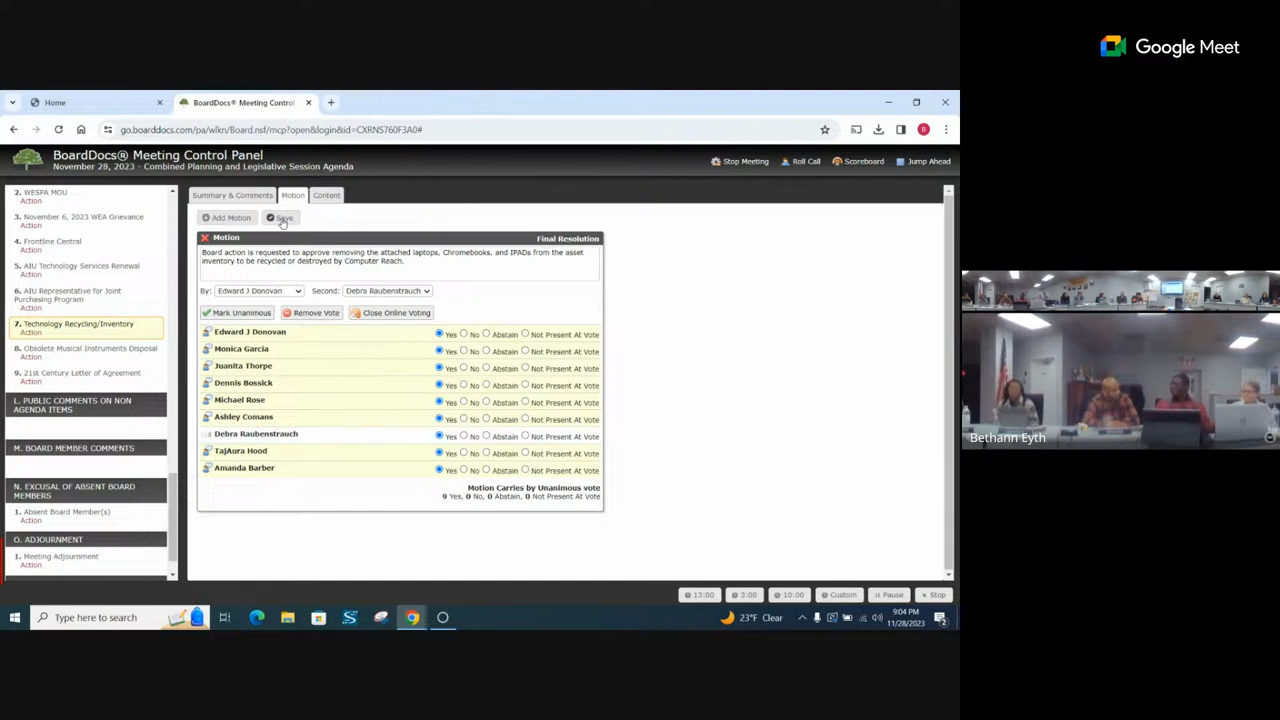 Google Meet
Home
BoardDocs® Meeting Control
go.boarddocs.com/pa/wlkn/Board.nsf/mcp?open&login&id=CXRNS760F3A0#
BoardDocs® Meeting Control Panel
November 28, 2023 - Combined Planning and Legislative Session Agenda
Stop Meeting
Roll Call
Scoreboard
Jump Ahead
2. WESPA MOU
Action
3. November 6, 2023 WEA Grievance
Action
4. Frontline Central
Action
5. AIU Technology Services Renewal
Action
6. AIU Representative for Joint
Purchasing Program
Action
7. Technology Recycling/Inventory
Action
8. Obsolete Musical Instruments Disposal
Action
9. 21st Century Letter of Agreement
Action
L. PUBLIC COMMENTS ON NON
AGENDA ITEMS
M. BOARD MEMBER COMMENTS
N. EXCUSAL OF ABSENT BOARD
MEMBERS
1. Absent Board Member(s)
Action
O. ADJOURNMENT
1. Meeting Adjournment
Action
Summary & Comments
Motion
Content
Add Motion
Save
Motion
Final Resolution
Board action is requested to approve removing the attached laptops, Chromebooks, and IPADs from the asset
inventory to be recycled or destroyed by Computer Reach.
By: Edward J Donovan Second: Debra Raubenstrauch
Mark Unanimous
Remove Vote
Close Online Voting
Edward J Donovan Yes No Abstain Not Present At Vote
Monica Garcia Yes No Abstain Not Present At Vote
Juanita Thorpe Yes No Abstain Not Present At Vote
Dennis Bossick Yes No Abstain Not Present At Vote
Michael Rose Yes No Abstain Not Present At Vote
Ashley Comans Yes No Abstain Not Present At Vote
Debra Raubenstrauch Yes No Abstain Not Present At Vote
TajAura Hood Yes No Abstain Not Present At Vote
Amanda Barber Yes No Abstain Not Present At Vote
Motion Carries by Unanimous vote
9 Yes, 0 No, 0 Abstain, 0 Not Present At Vote
13:00
3:00
10:00
Custom
Pause
Stop
Type here to search
23°F Clear
9:04 PM
11/28/2023
2
B
Bethann Eyth